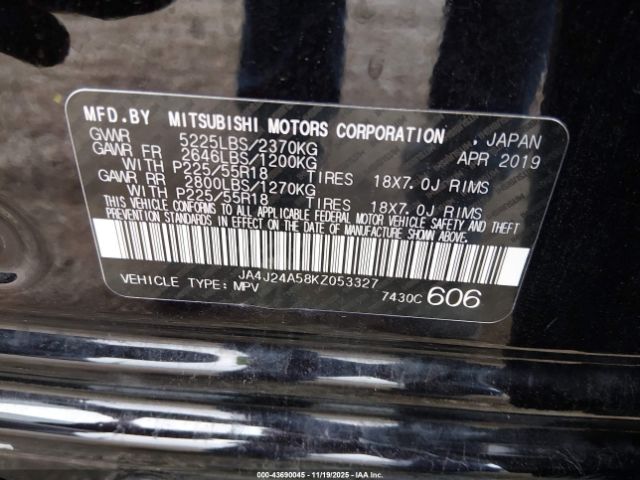 MFD.BY MITSUBISHI MOTORS CORPORATION , JAPAN
GVWR 5225LBS/2370KG APR 2019
GAWR FR 2646LBS/1200KG
WITH P225/55R18 TIRES 18X7.0J RIMS
GAWR RR 2800LBS/1270KG
WITH P225/55R18 TIRES 18X7.0J RIMS
THIS VEHICLE CONFORMS TO ALL APPLICABLE FEDERAL MOTOR VEHICLE SAFETY AND THEFT
PREVENTION STANDARDS IN EFFECT ON THE DATE OF MANUFACTURE SHOWN ABOVE.
JA4J24A58KZ053327
VEHICLE TYPE: MPV 7430C 606
000-43690045 - 11/19/2025 - IAAI.COM